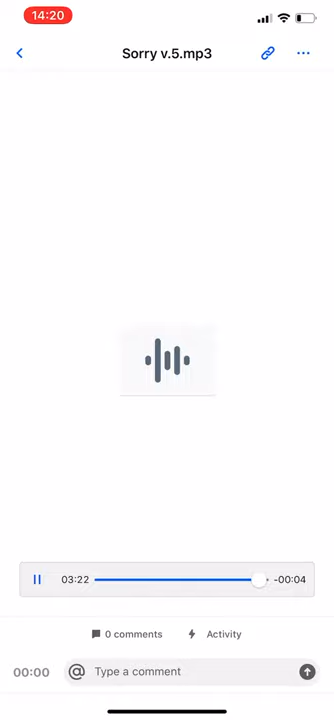 14:20
Sorry v.5.mp3
03:22 -00:04
0 comments Activity
00:00 @ Type a comment